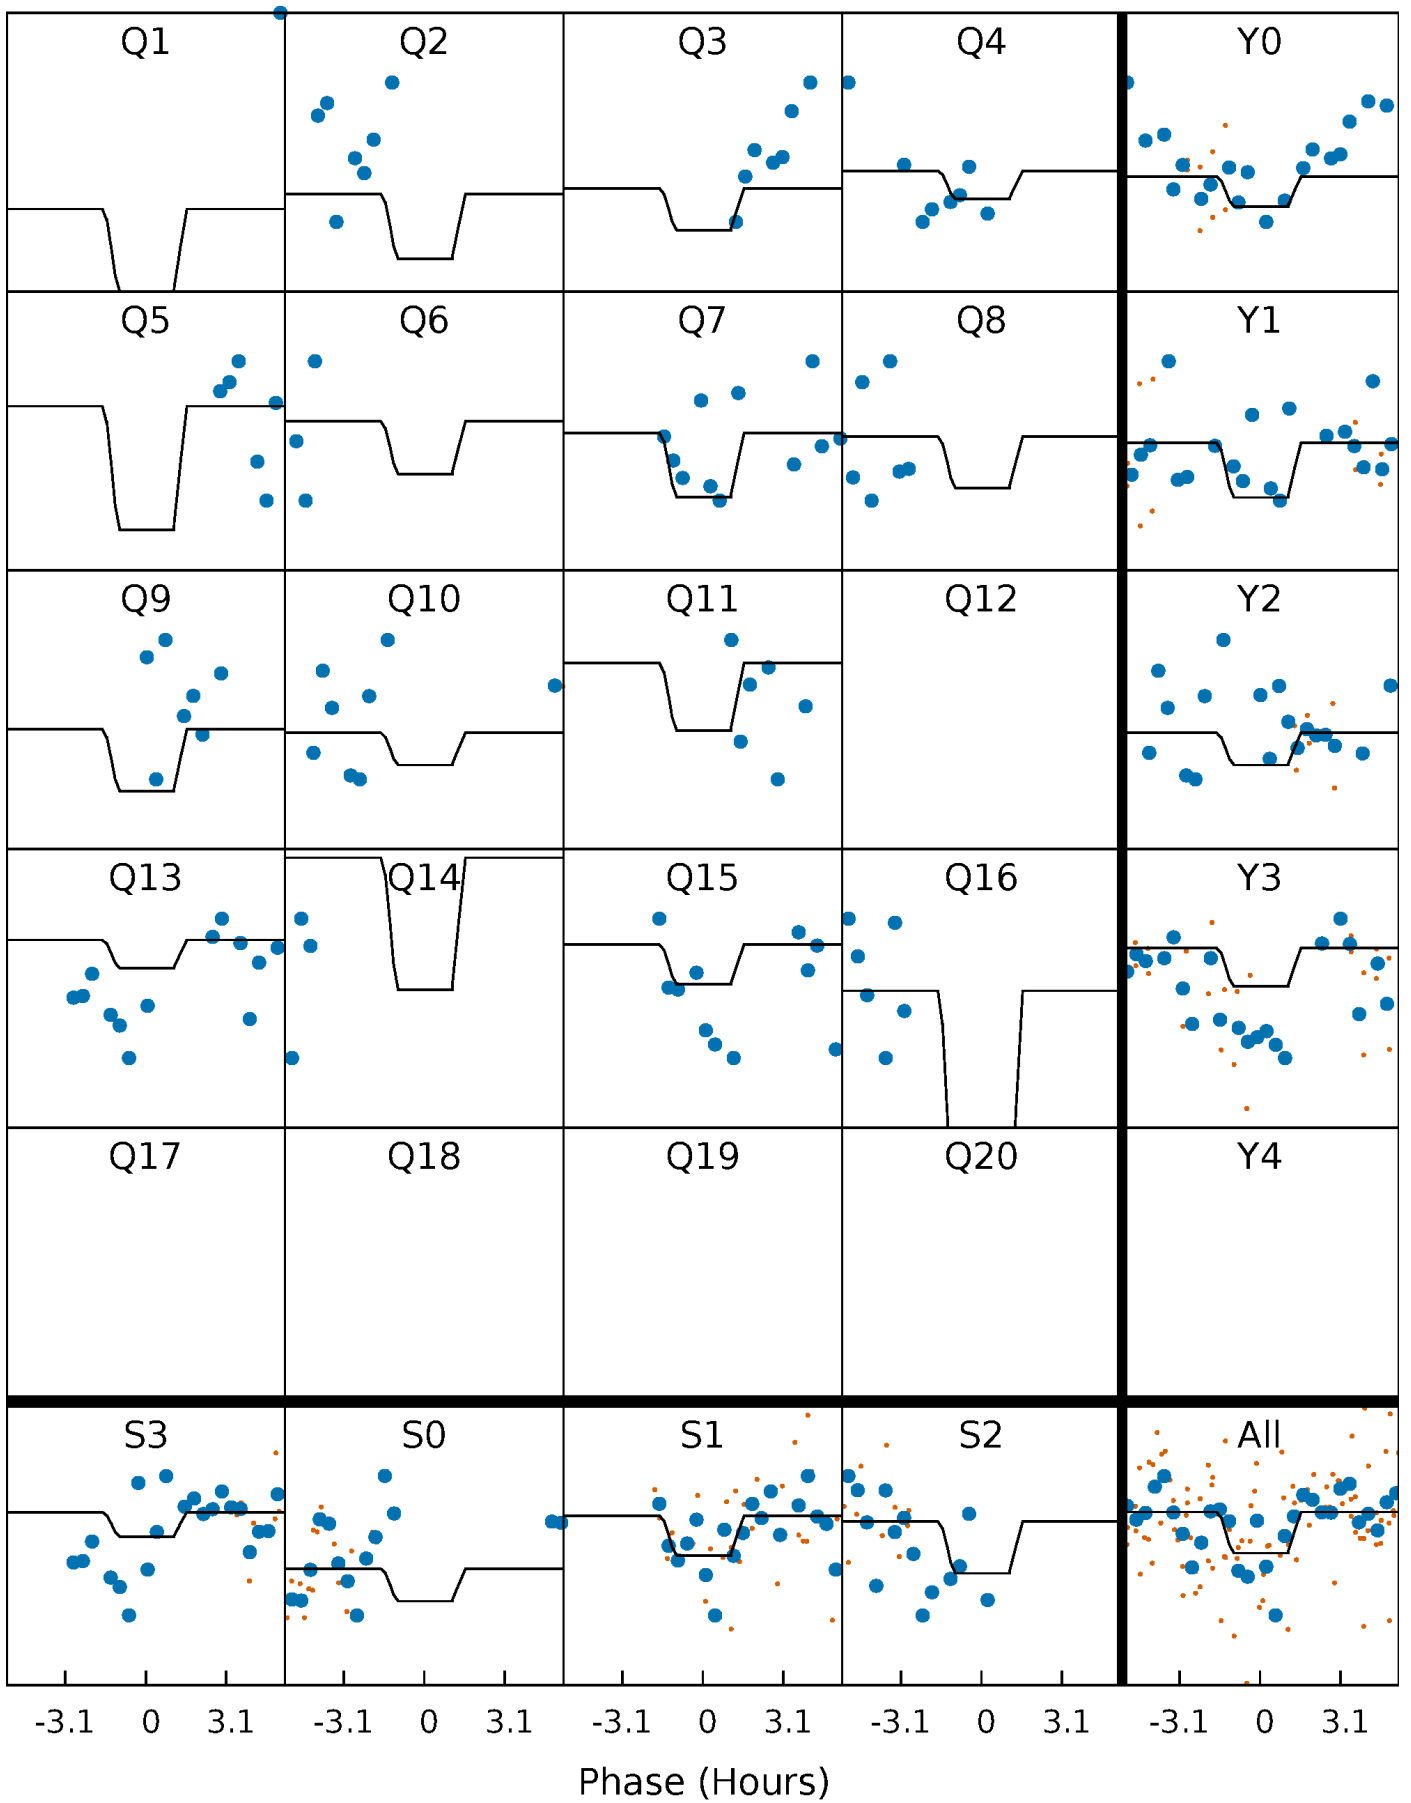 Q1 Q2 Q3 Q4 Y0
Q5 Q6 Q7 Q8 Y1
Q9 Q10 Q11 Q12 Y2
Q13 Q14 Q15 Q16 Y3
Q17 Q18 Q19 Q20 Y4
S3 S0 S1 S2 All
-3.1 0 3.1 -3.1 0 3.1 -3.1 0 3.1 -3.1 0 3.1 -3.1 0 3.1
Phase (Hours)